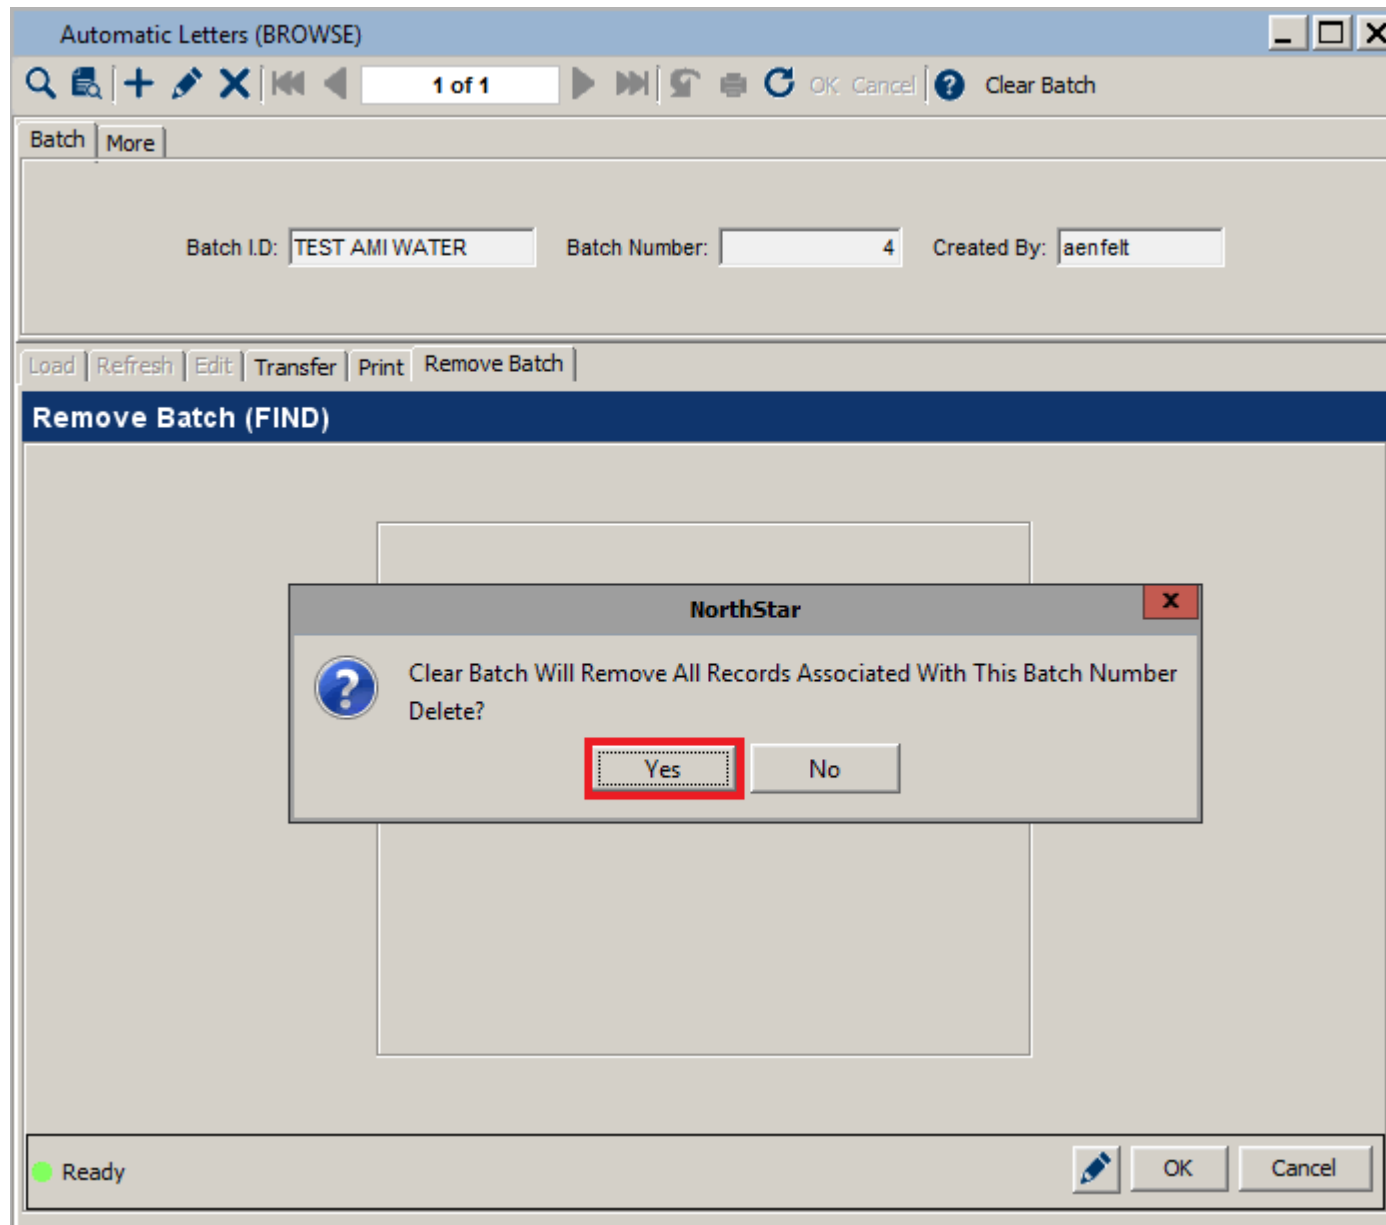 Automatic Letters (BROWSE)
1 of 1 OK Cancel Clear Batch
Batch More
Batch I.D: TEST AMI WATER Batch Number: 4 Created By: aenfelt
Load Refresh Edit Transfer Print Remove Batch
Remove Batch (FIND)
NorthStar
Clear Batch Will Remove All Records Associated With This Batch Number
Delete?
Yes No
Ready OK Cancel